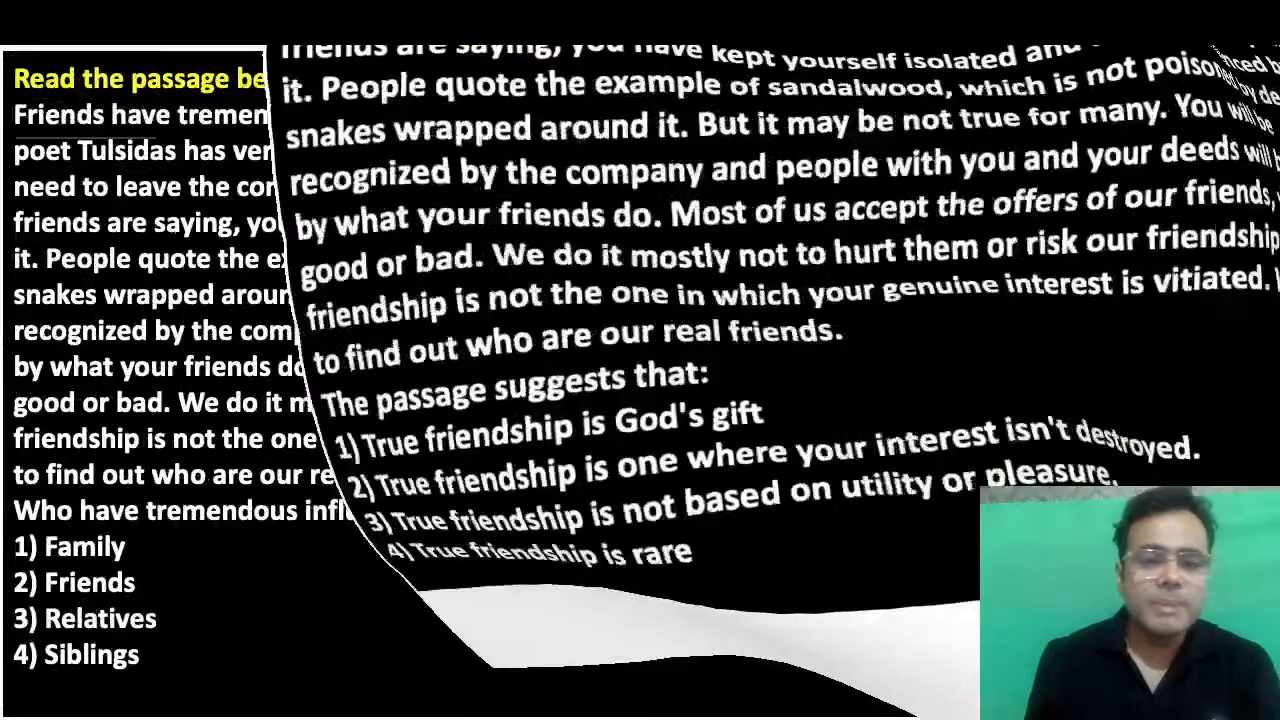 Read the passage be
Friends have tremen
poet Tulsidas has ver
need to leave the con
friends are saying, you
it. People quote the ex
snakes wrapped aroun
recognized by the comp
by what your friends do
good or bad. We do it m
friendship is not the one
to find out who are our re
Who have tremendous infl
1) Family
2) Friends
3) Relatives
4) Siblings
friends are saying, you have kept yourself isolated and
it. People quote the example of sandalwood, which is not poisoned by
snakes wrapped around it. But it may be not true for many. You will be
recognized by the company and people with you and your deeds will
by what your friends do. Most of us accept the offers of our friends,
good or bad. We do it mostly not to hurt them or risk our friendship
friendship is not the one in which your genuine interest is vitiated.
to find out who are our real friends.
The passage suggests that:
1) True friendship is God's gift
2) True friendship is one where your interest isn't destroyed.
3) True friendship is not based on utility or pleasure.
4) True friendship is rare